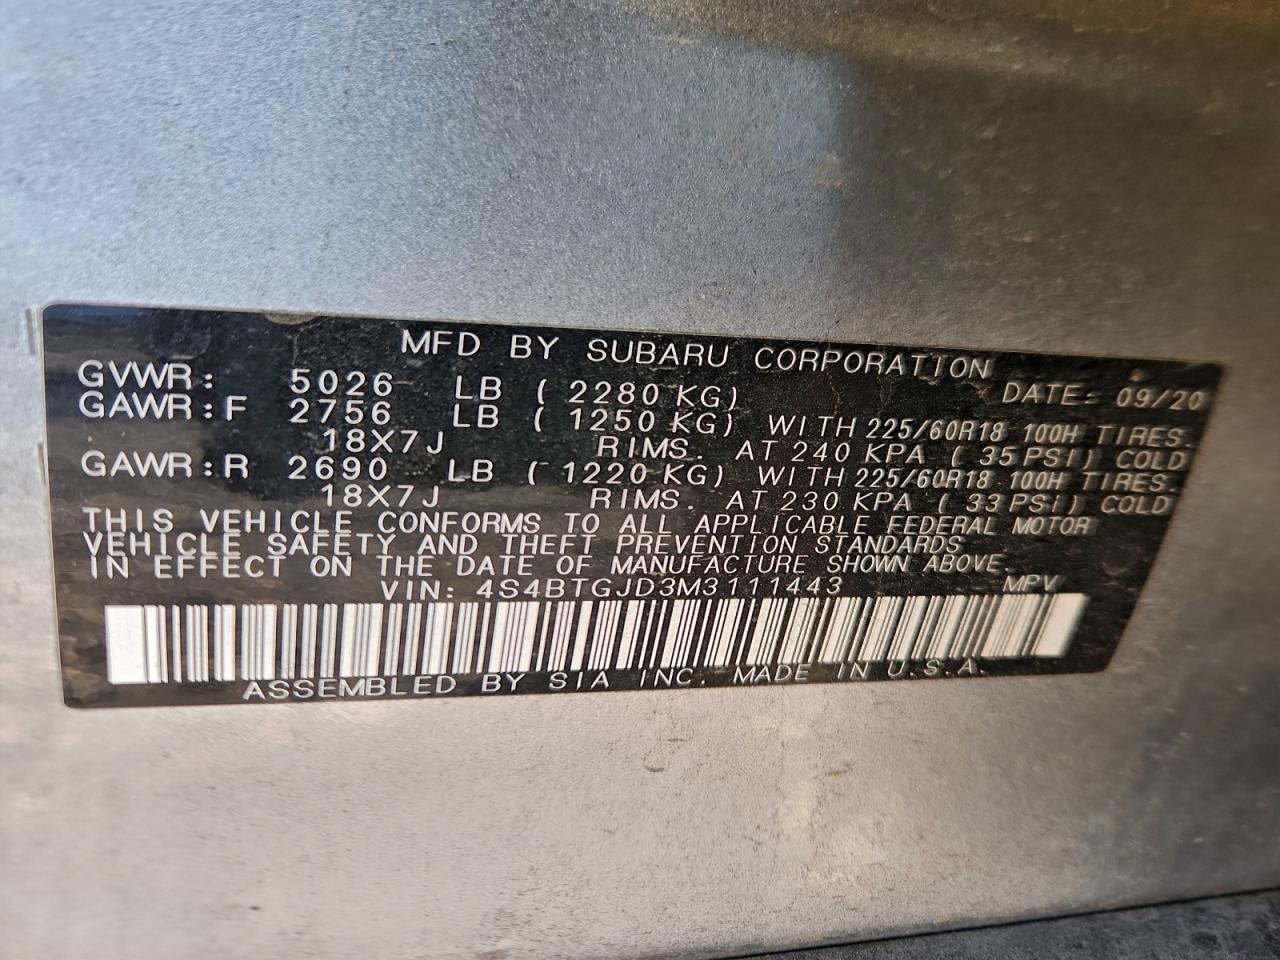 MFD BY SUBARU CORPORATION
GVWR: 5026 LB ( 2280 KG) DATE: 09/20
GAWR:F 2756 LB ( 1250 KG) WITH 225/60R18 100H TIRES.
18X7J RIMS. AT 240 KPA ( 35 PSI) COLD
GAWR:R 2690 LB ( 1220 KG) WITH 225/60R18 100H TIRES.
18X7J RIMS. AT 230 KPA ( 33 PSI) COLD
THIS VEHICLE CONFORMS TO ALL APPLICABLE FEDERAL MOTOR
VEHICLE SAFETY AND THEFT PREVENTION STANDARDS
IN EFFECT ON THE DATE OF MANUFACTURE SHOWN ABOVE.
VIN: 4S4BTGJD3M3111443 MPV
ASSEMBLED BY SIA INC. MADE IN U.S.A.